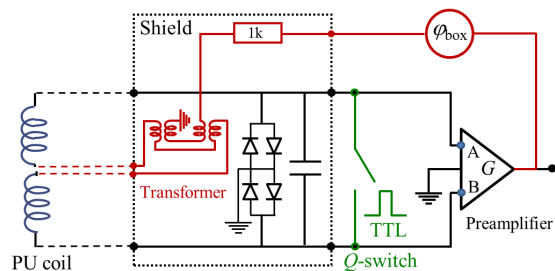 Shield
1k
φbox
A
G
B
Transformer
TTL
Preamplifier
PU coil
Q-switch